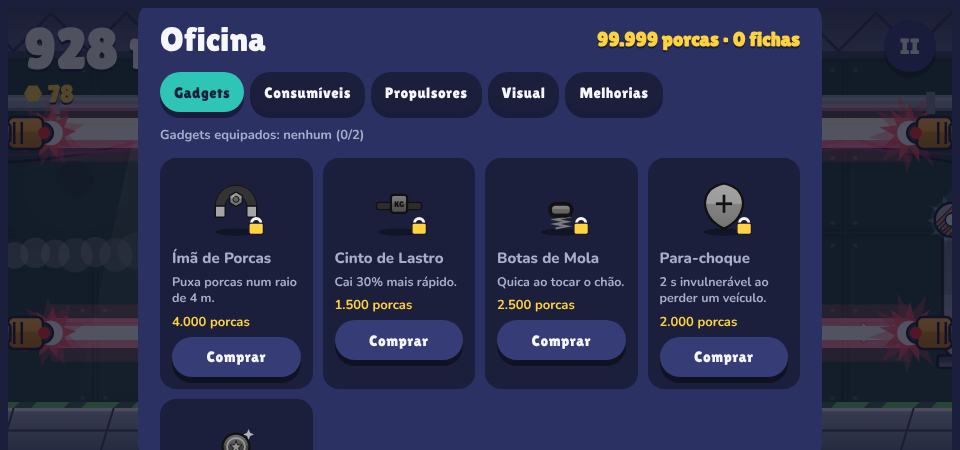 928
78
II
Oficina
99.999 porcas · 0 fichas
Gadgets
Consumíveis
Propulsores
Visual
Melhorias
Gadgets equipados: nenhum (0/2)
KG
Ímã de Porcas
Puxa porcas num raio
de 4 m.
4.000 porcas
Comprar
Cinto de Lastro
Cai 30% mais rápido.
1.500 porcas
Comprar
Botas de Mola
Quica ao tocar o chão.
2.500 porcas
Comprar
Para-choque
2 s invulnerável ao
perder um veículo.
2.000 porcas
Comprar